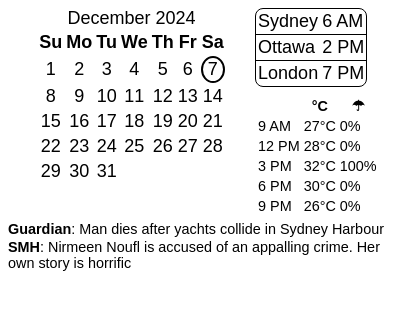 December 2024
Su Mo Tu We Th Fr Sa
1 2 3 4 5 6 7
8 9 10 11 12 13 14
15 16 17 18 19 20 21
22 23 24 25 26 27 28
29 30 31
Sydney 6 AM
Ottawa 2 PM
London 7 PM
°C ☂
9 AM 27°C 0%
12 PM 28°C 0%
3 PM 32°C 100%
6 PM 30°C 0%
9 PM 26°C 0%
Guardian: Man dies after yachts collide in Sydney Harbour
SMH: Nirmeen Noufl is accused of an appalling crime. Her
own story is horrific